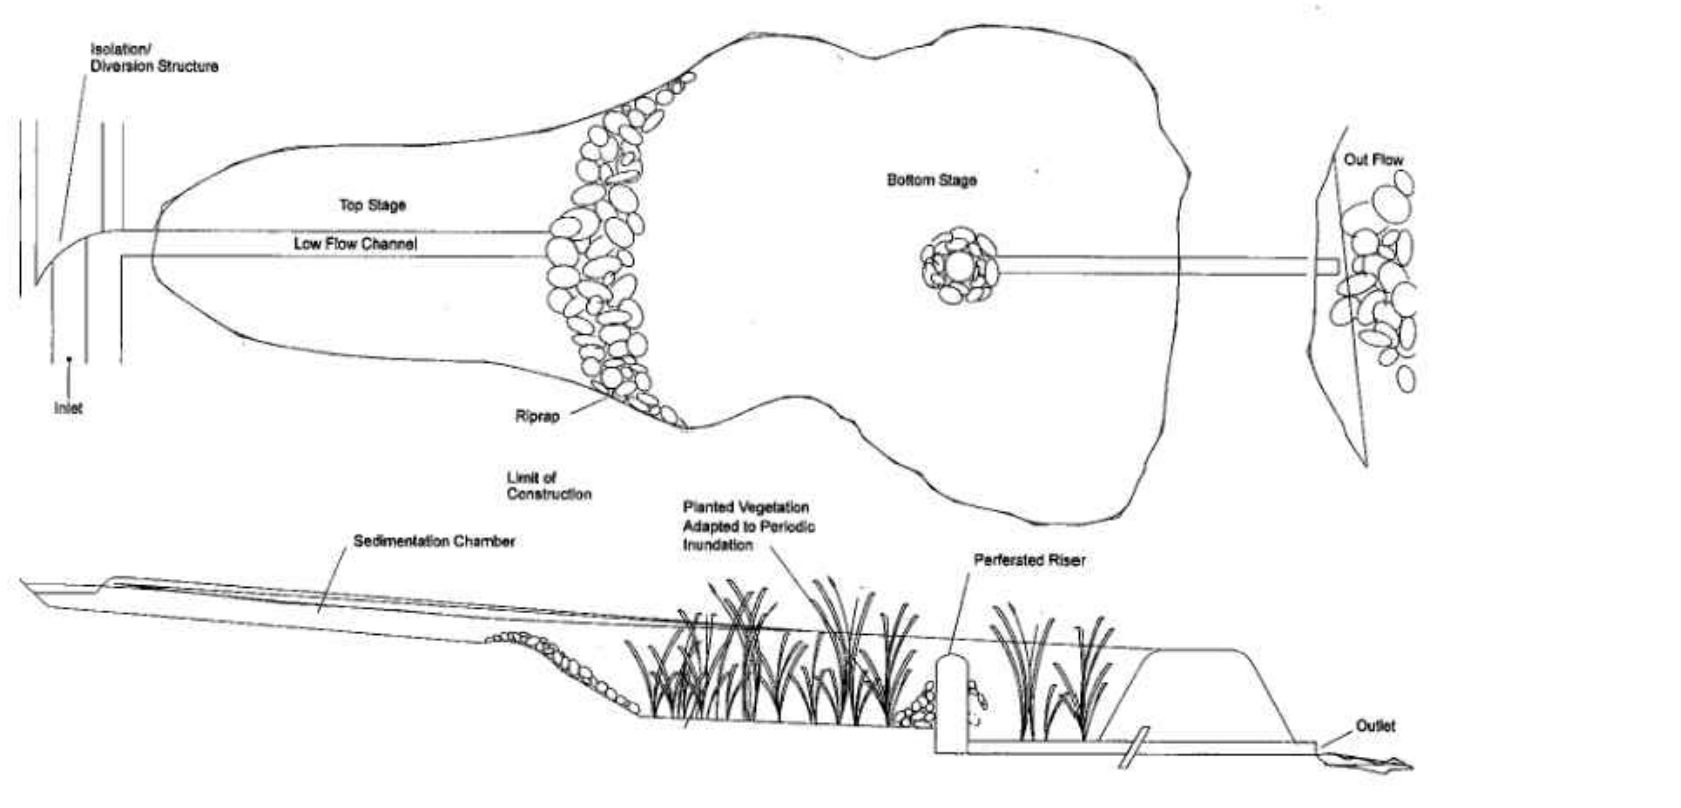 Isolation/
Diversion Structure
Out Flow
Bottom Stage
Top Stage
Low Flow Channel
Inlet
Riprap
Limit of
Construction
Planted Vegetation
Adapted to Periodic
Inundation
Sedimentation Chamber
Perferated Riser
Outlet